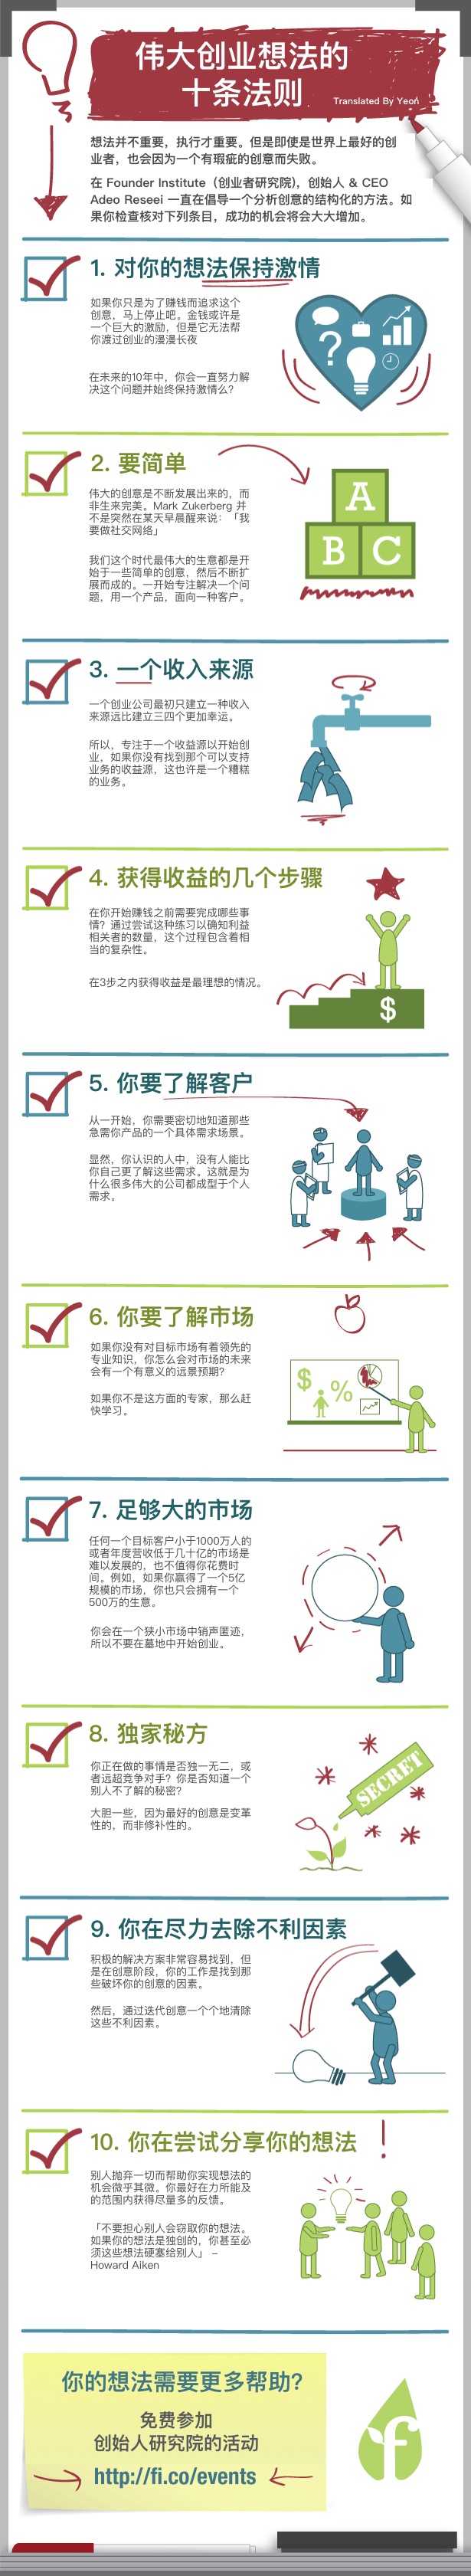 伟大创业想法的
十条法则
Translated By Yeon
想法并不重要，执行才重要。但是即使是世界上最好的创
业者，也会因为一个有瑕疵的创意而失败。
在 Founder Institute（创业者研究院)，创始人 & CEO
Adeo Reseei 一直在倡导一个分析创意的结构化的方法。如
果你检查核对下列条目，成功的机会将会大大增加。
1. 对你的想法保持激情
如果你只是为了赚钱而追求这个
创意，马上停止吧。金钱或许是
一个巨大的激励，但是它无法帮
你渡过创业的漫漫长夜
在未来的10年中，你会一直努力解
决这个问题并始终保持激情么？
?
2. 要简单
伟大的创意是不断发展出来的，而
非生来完美。Mark Zukerberg 并
不是突然在某天早晨醒来说：「我
要做社交网络」
我们这个时代最伟大的生意都是开
始于一些简单的创意，然后不断扩
展而成的。一开始专注解决一个问
题，用一个产品，面向一种客户。
A
B C
3. 一个收入来源
一个创业公司最初只建立一种收入
来源远比建立三四个更加幸运。
所以，专注于一个收益源以开始创
业，如果你没有找到那个可以支持
业务的收益源，这也许是一个糟糕
的业务。
4. 获得收益的几个步骤
在你开始赚钱之前需要完成哪些事
情？通过尝试这种练习以确知利益
相关者的数量，这个过程包含着相
当的复杂性。
在3步之内获得收益是最理想的情况。
$
5. 你要了解客户
从一开始，你需要密切地知道那些
急需你产品的一个具体需求场景。
显然，你认识的人中，没有人能比
你自己更了解这些需求。这就是为
什么很多伟大的公司都成型于个人
需求。
6. 你要了解市场
如果你没有对目标市场有着领先的
专业知识，你怎么会对市场的未来
会有一个有意义的远景预期？
如果你不是这方面的专家，那么赶
快学习。
$
%
7. 足够大的市场
任何一个目标客户小于1000万人的
或者年度营收低于几十亿的市场是
难以发展的，也不值得你花费时
间。例如，如果你赢得了一个5亿
规模的市场，你也只会拥有一个
500万的生意。
你会在一个狭小市场中销声匿迹，
所以不要在墓地中开始创业。
8. 独家秘方
你正在做的事情是否独一无二，或
者远超竞争对手？你是否知道一个
别人不了解的秘密？
大胆一些，因为最好的创意是变革
性的，而非修补性的。
SECRET
9. 你在尽力去除不利因素
积极的解决方案非常容易找到，但
是在创意阶段，你的工作是找到那
些破坏你的创意的因素。
然后，通过迭代创意一个个地清除
这些不利因素。
10. 你在尝试分享你的想法
!
别人抛弃一切而帮助你实现想法的
机会微乎其微。你最好在力所能及
的范围内获得尽量多的反馈。
「不要担心别人会窃取你的想法。
如果你的想法是独创的，你甚至必
须这些想法硬塞给别人」 –
Howard Aiken
你的想法需要更多帮助？
免费参加
创始人研究院的活动
http://fi.co/events
f